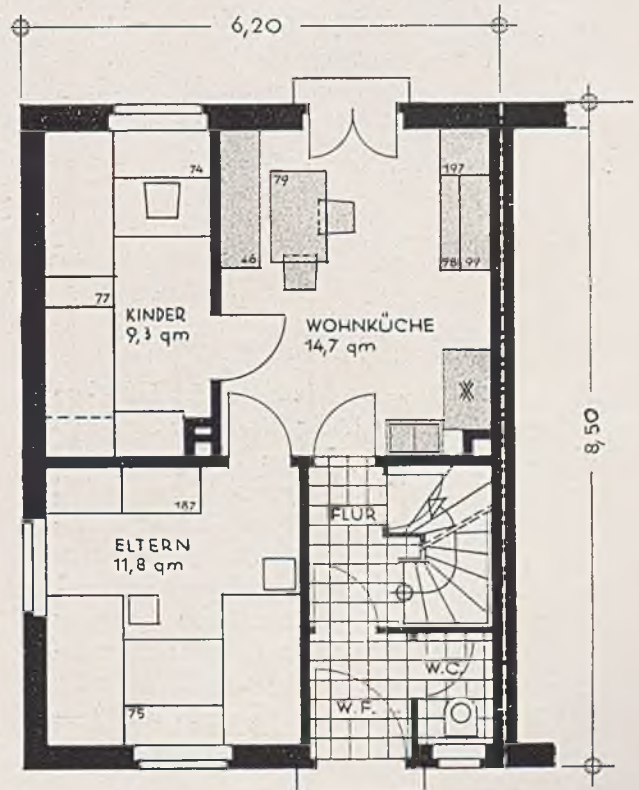 6,20
8,50
74
77
KINDER
9,3 qm
79
46
197
98 99
WOHNKÜCHE
14,7 qm
187
ELTERN
11,8 qm
75
FLUR
W.C.
W.F.